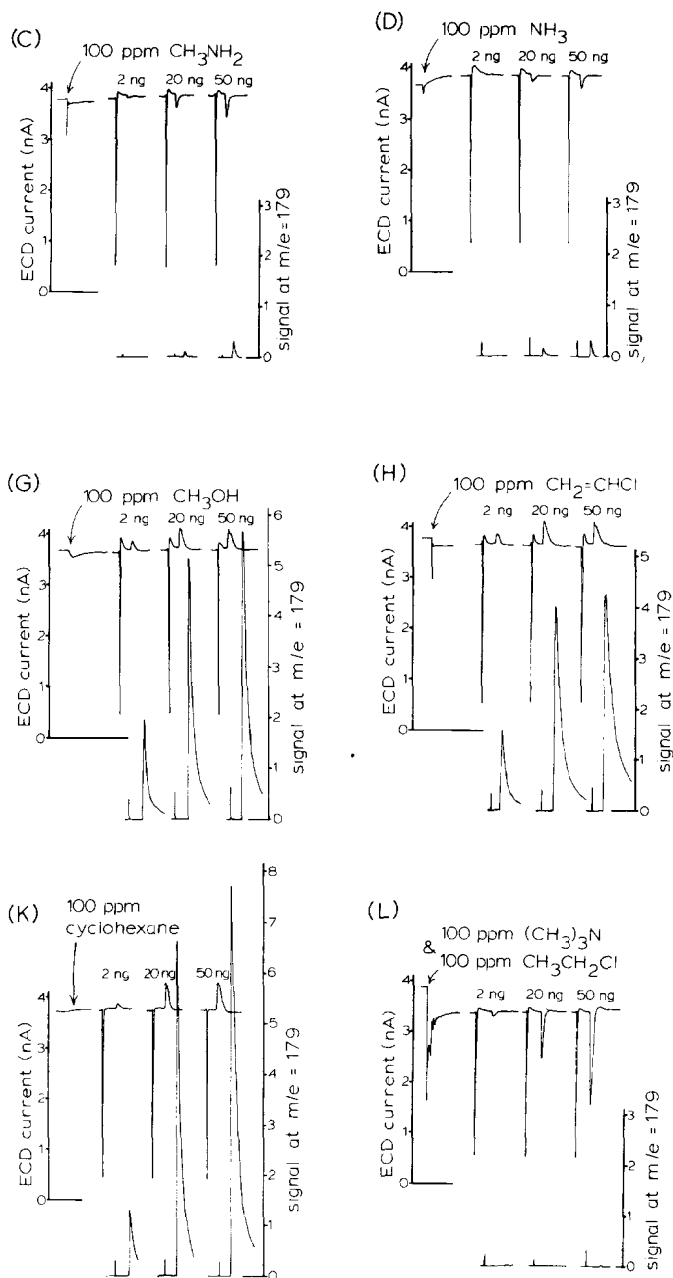 (C)
100 ppm CH₃NH₂
2 ng 20 ng 50 ng
4
3
2
1
0
ECD current (nA)
3
2
1
0
signal at m/e = 179
(D)
100 ppm NH₃
2 ng 20 ng 50 ng
4
3
2
1
0
ECD current (nA)
3
2
1
0
signal at m/e = 179
(G)
100 ppm CH₃OH
2 ng 20 ng 50 ng
4
3
2
1
0
ECD current (nA)
6
5
4
3
2
1
0
signal at m/e = 179
(H)
100 ppm CH₂=CHCl
2 ng 20 ng 50 ng
4
3
2
1
0
ECD current (nA)
5
4
3
2
1
0
signal at m/e = 179
(K)
100 ppm
cyclohexane
2 ng 20 ng 50 ng
4
3
2
1
0
ECD current (nA)
8
7
6
5
4
3
2
1
0
signal at m/e = 179
(L)
100 ppm (CH₃)₃N
&
100 ppm CH₃CH₂Cl
2 ng 20 ng 50 ng
4
3
2
1
0
ECD current (nA)
3
2
1
0
signal at m/e = 179